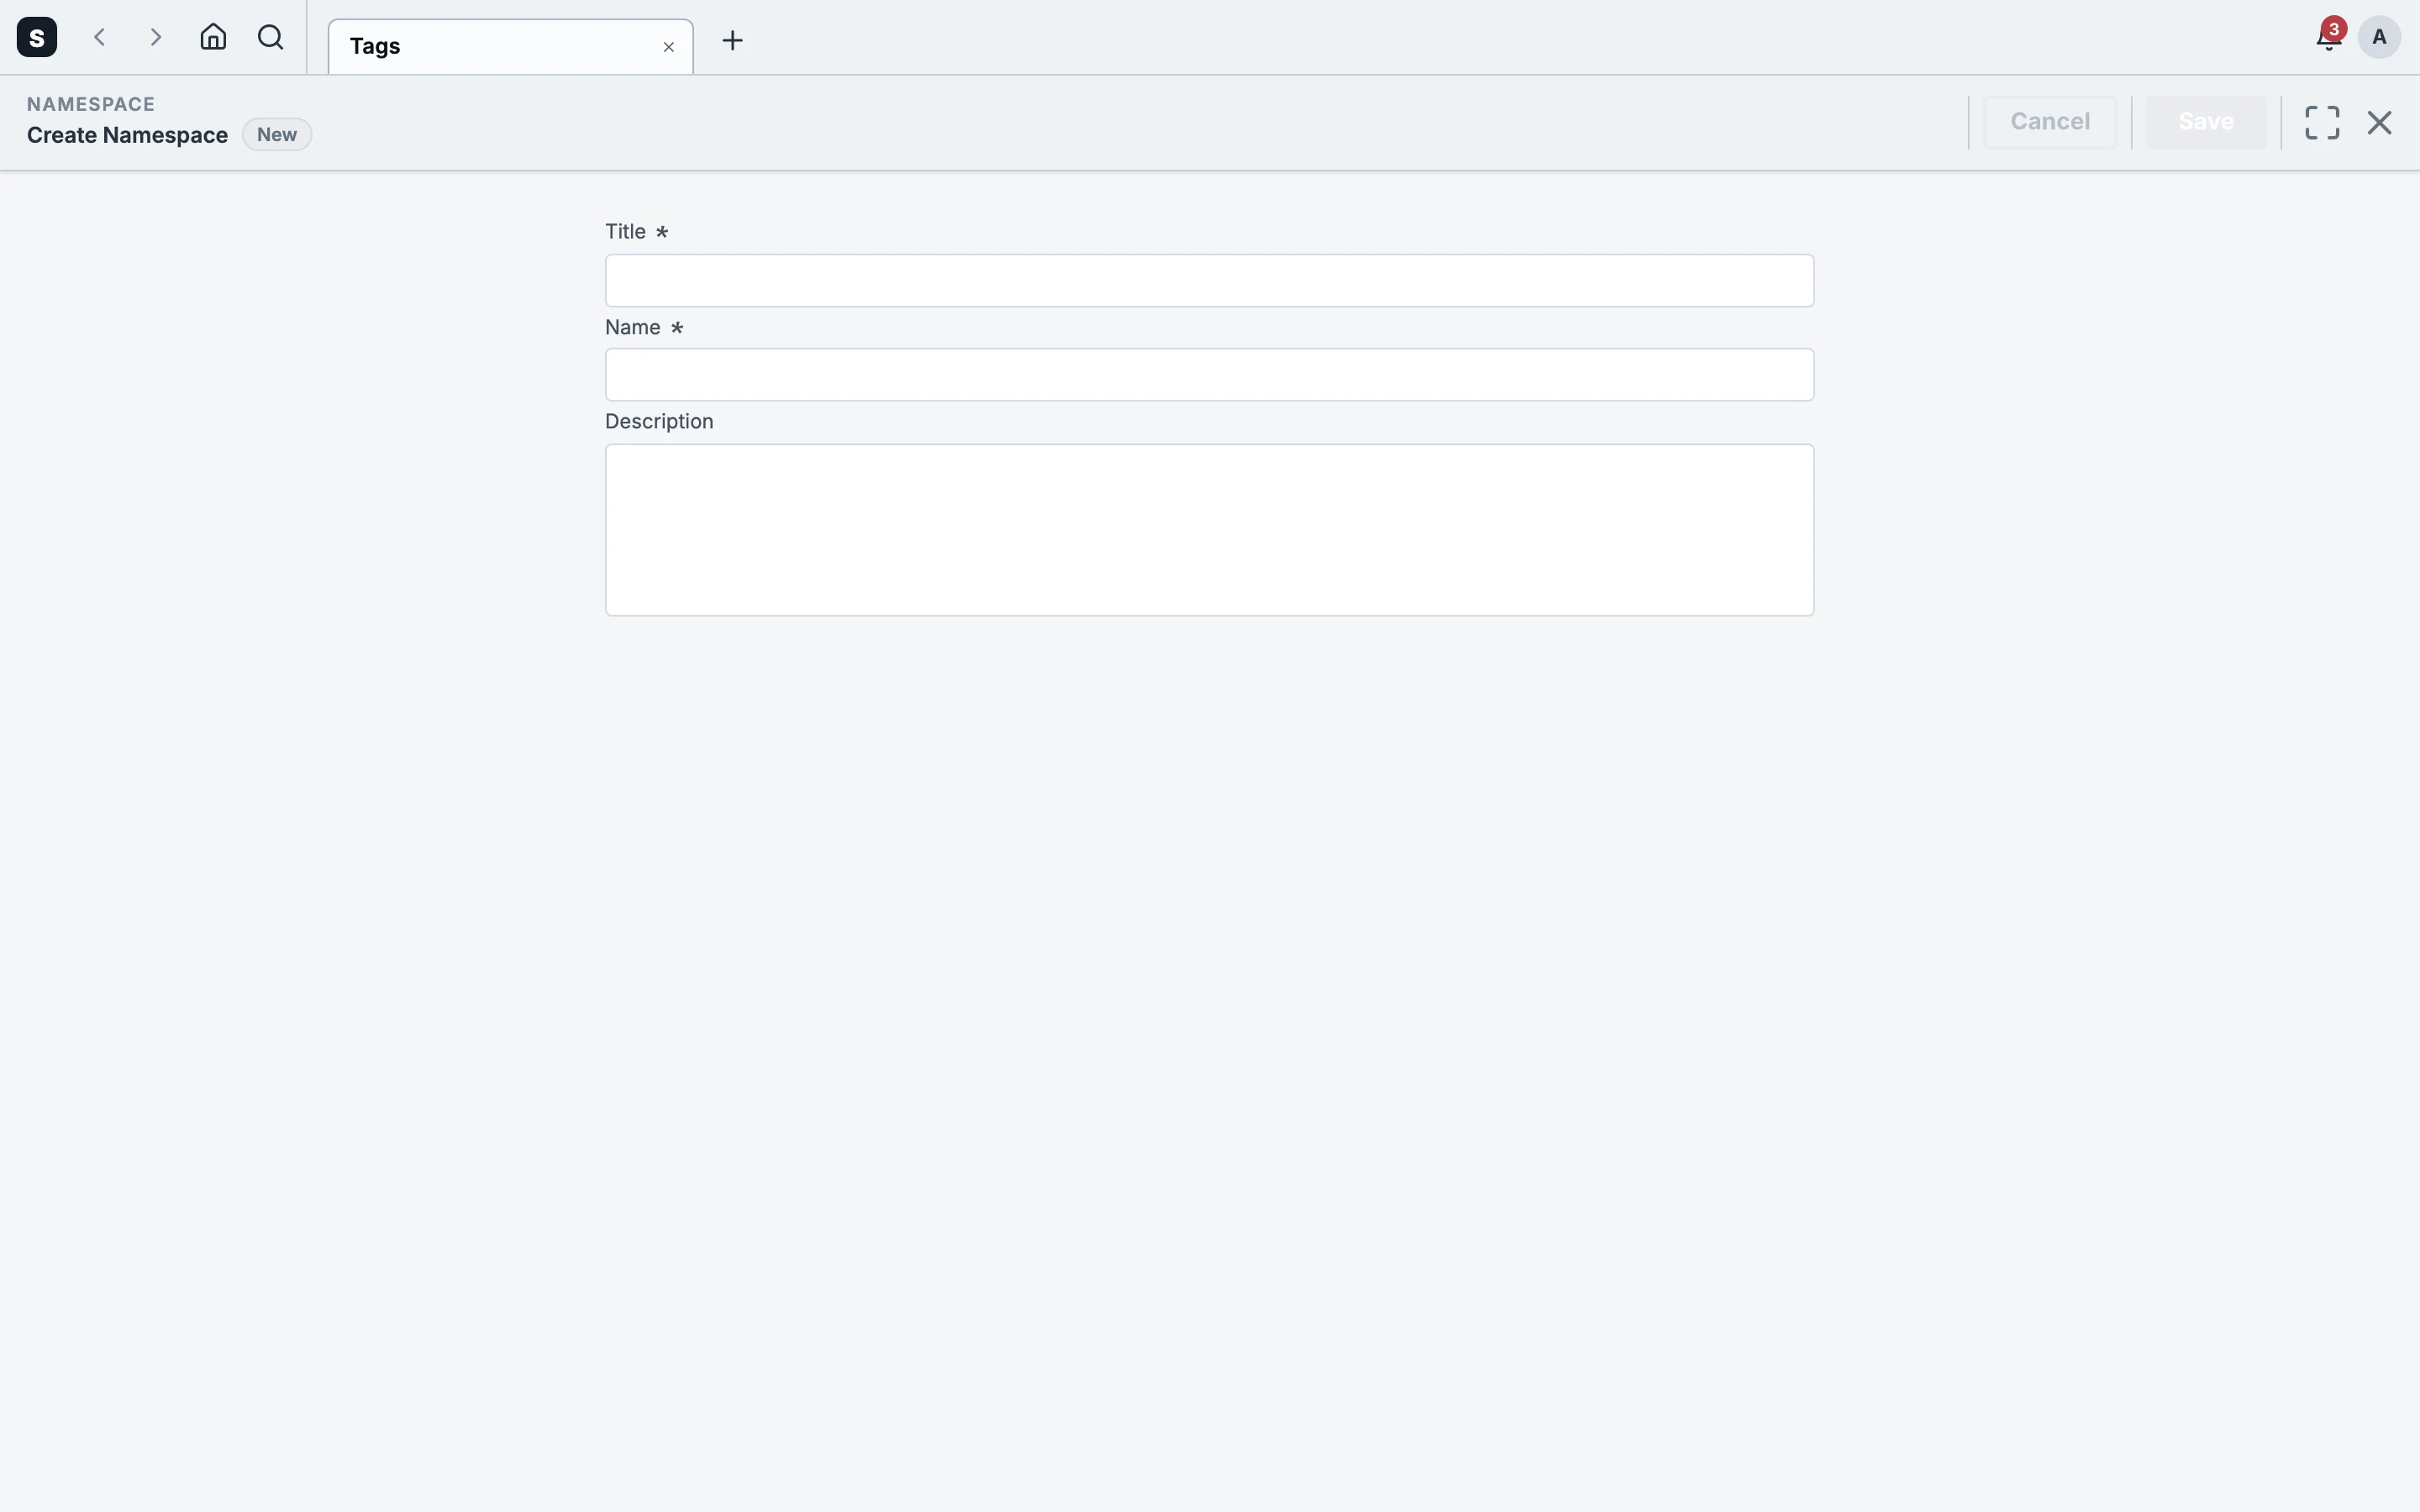 S
Tags
3
A
NAMESPACE
Create Namespace New
Cancel
Save
Title *
Name *
Description